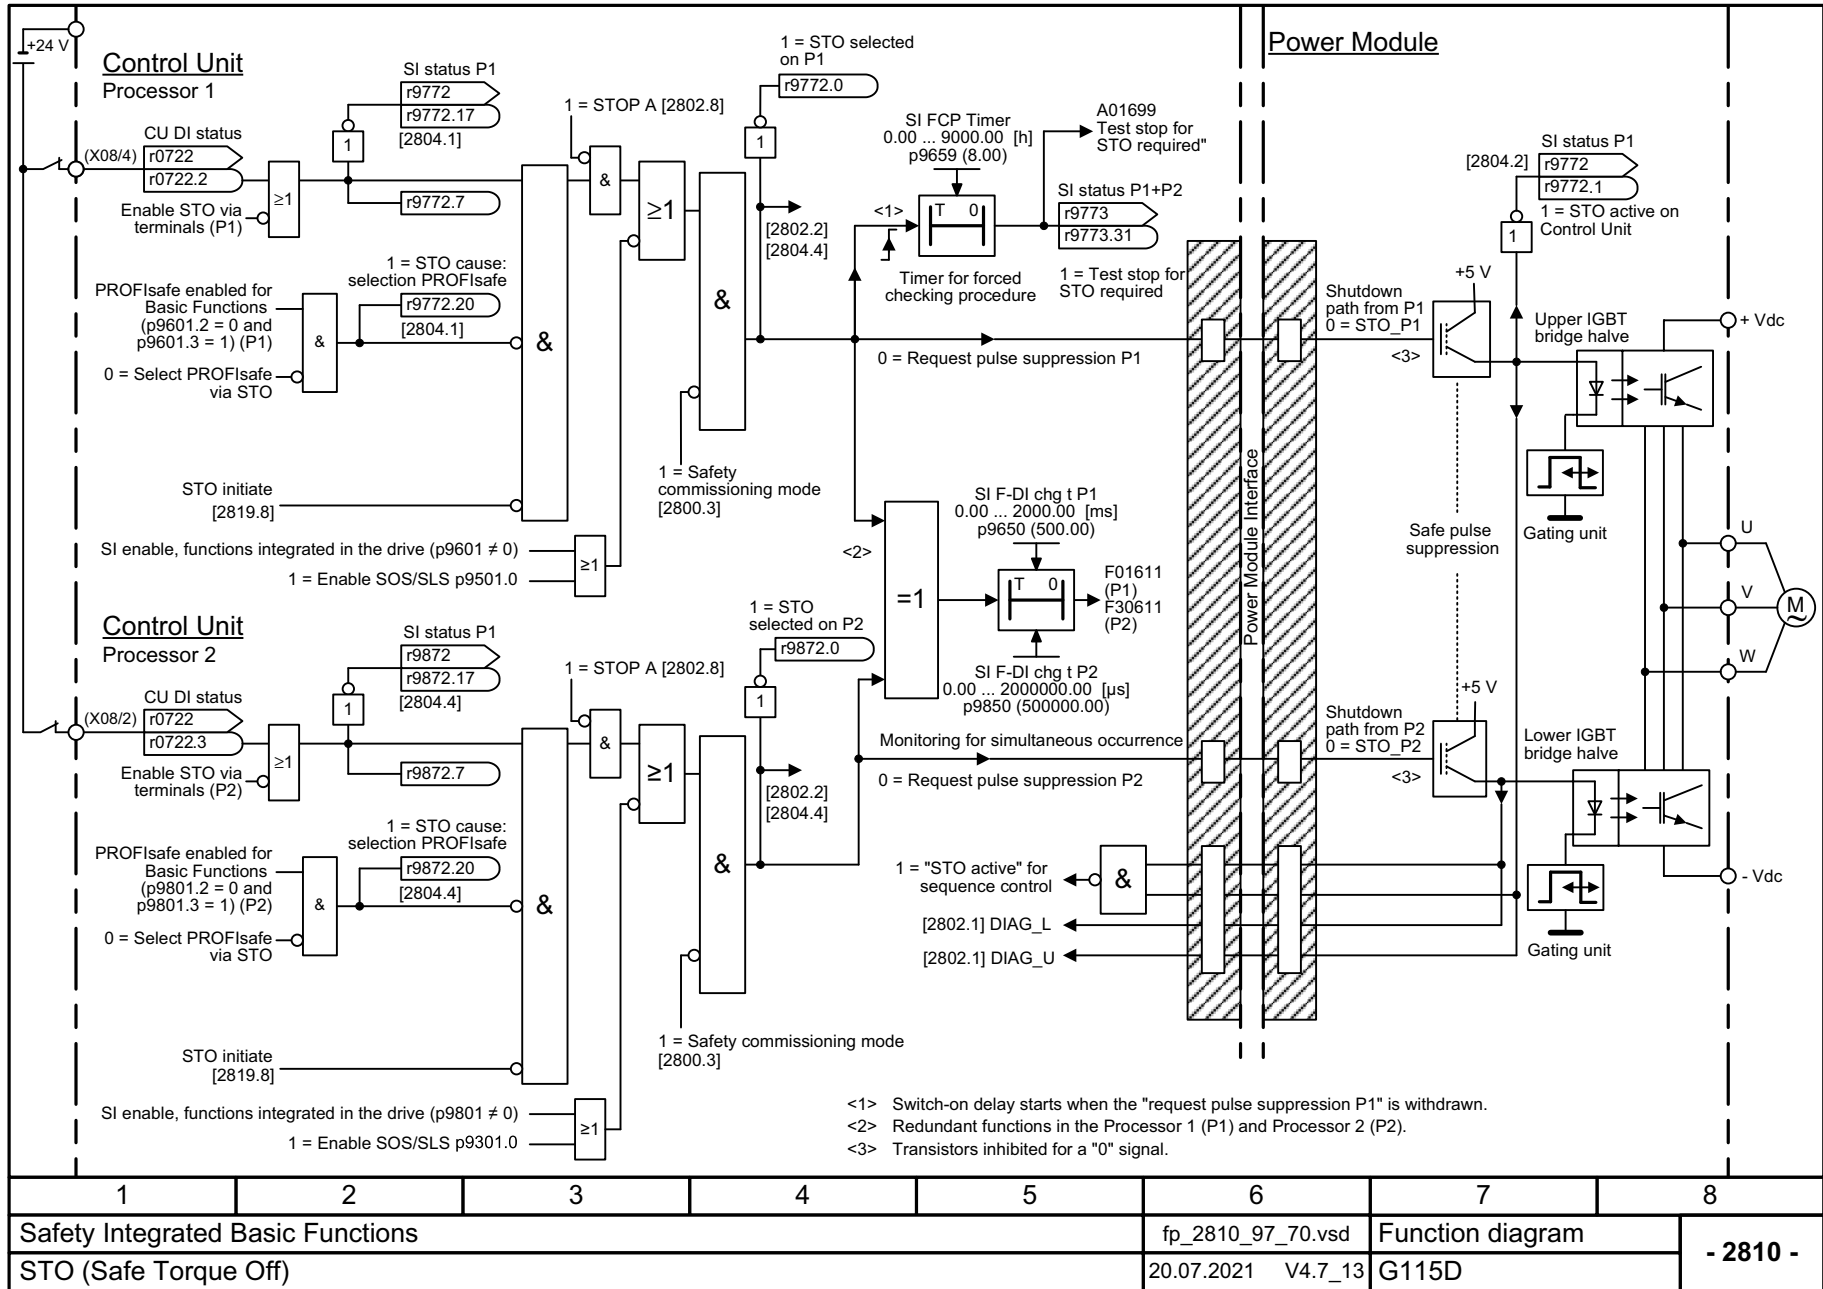 +24 V
Control Unit
Processor 1
SI status P1
r9772
r9772.17
[2804.1]
1
CU DI status
(X08/4)
r0722
r0722.2
≥1
r9772.7
Enable STO via
terminals (P1)
1 = STO cause:
selection PROFIsafe
r9772.20
[2804.1]
PROFIsafe enabled for
Basic Functions
(p9601.2 = 0 and
p9601.3 = 1) (P1)
&
0 = Select PROFIsafe
via STO
STO initiate
[2819.8]
&
SI enable, functions integrated in the drive (p9601 ≠ 0)
1 = Enable SOS/SLS p9501.0
≥1
1 = STOP A [2802.8]
&
≥1
1 = STO selected
on P1
r9772.0
1
[2802.2]
[2804.4]
&
1 = Safety
commissioning mode
[2800.3]
SI FCP Timer
0.00 ... 9000.00 [h]
p9659 (8.00)
<1>
T 0
Timer for forced
checking procedure
A01699
Test stop for
STO required"
SI status P1+P2
r9773
r9773.31
1 = Test stop for
STO required
0 = Request pulse suppression P1
SI F-DI chg t P1
0.00 ... 2000.00 [ms]
p9650 (500.00)
<2>
=1
T 0
F01611
(P1)
F30611
(P2)
SI F-DI chg t P2
0.00 ... 2000000.00 [µs]
p9850 (500000.00)
Power Module Interface
Power Module
[2804.2]
SI status P1
r9772
r9772.1
1 = STO active on
Control Unit
1
Shutdown
path from P1
0 = STO_P1
+5 V
<3>
Upper IGBT
bridge halve
+ Vdc
Gating unit
Safe pulse
suppression
U
V
W
M
~
Control Unit
Processor 2
SI status P1
r9872
r9872.17
[2804.4]
1
CU DI status
(X08/2)
r0722
r0722.3
≥1
r9872.7
Enable STO via
terminals (P2)
1 = STO cause:
selection PROFIsafe
r9872.20
[2804.4]
PROFIsafe enabled for
Basic Functions
(p9801.2 = 0 and
p9801.3 = 1) (P2)
&
0 = Select PROFIsafe
via STO
STO initiate
[2819.8]
&
SI enable, functions integrated in the drive (p9801 ≠ 0)
1 = Enable SOS/SLS p9301.0
≥1
1 = STOP A [2802.8]
&
≥1
1 = STO
selected on P2
r9872.0
1
[2802.2]
[2804.4]
&
1 = Safety commissioning mode
[2800.3]
Monitoring for simultaneous occurrence
0 = Request pulse suppression P2
Shutdown
path from P2
0 = STO_P2
+5 V
<3>
Lower IGBT
bridge halve
- Vdc
Gating unit
1 = "STO active" for
sequence control
&
[2802.1] DIAG_L
[2802.1] DIAG_U
<1> Switch-on delay starts when the "request pulse suppression P1" is withdrawn.
<2> Redundant functions in the Processor 1 (P1) and Processor 2 (P2).
<3> Transistors inhibited for a "0" signal.
1 2 3 4 5 6 7 8
Safety Integrated Basic Functions
fp_2810_97_70.vsd
Function diagram
- 2810 -
STO (Safe Torque Off)
20.07.2021 V4.7_13
G115D